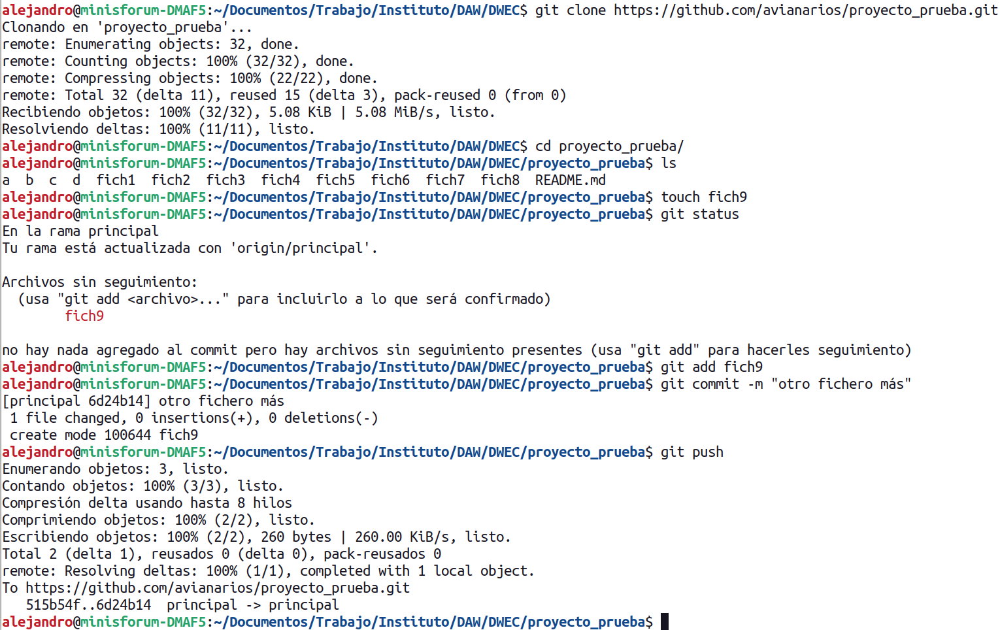 alejandro@minisforum-DMAF5:~/Documentos/Trabajo/Instituto/DAW/DWEC$ git clone https://github.com/avianarios/proyecto_prueba.git
Clonando en 'proyecto_prueba'...
remote: Enumerating objects: 32, done.
remote: Counting objects: 100% (32/32), done.
remote: Compressing objects: 100% (22/22), done.
remote: Total 32 (delta 11), reused 15 (delta 3), pack-reused 0 (from 0)
Recibiendo objetos: 100% (32/32), 5.08 KiB | 5.08 MiB/s, listo.
Resolviendo deltas: 100% (11/11), listo.
alejandro@minisforum-DMAF5:~/Documentos/Trabajo/Instituto/DAW/DWEC$ cd proyecto_prueba/
alejandro@minisforum-DMAF5:~/Documentos/Trabajo/Instituto/DAW/DWEC/proyecto_prueba$ ls
a  b  c  d  fich1  fich2  fich3  fich4  fich5  fich6  fich7  fich8  README.md
alejandro@minisforum-DMAF5:~/Documentos/Trabajo/Instituto/DAW/DWEC/proyecto_prueba$ touch fich9
alejandro@minisforum-DMAF5:~/Documentos/Trabajo/Instituto/DAW/DWEC/proyecto_prueba$ git status
En la rama principal
Tu rama está actualizada con 'origin/principal'.

Archivos sin seguimiento:
  (usa "git add <archivo>..." para incluirlo a lo que será confirmado)
        fich9

no hay nada agregado al commit pero hay archivos sin seguimiento presentes (usa "git add" para hacerles seguimiento)
alejandro@minisforum-DMAF5:~/Documentos/Trabajo/Instituto/DAW/DWEC/proyecto_prueba$ git add fich9
alejandro@minisforum-DMAF5:~/Documentos/Trabajo/Instituto/DAW/DWEC/proyecto_prueba$ git commit -m "otro fichero más"
[principal 6d24b14] otro fichero más
 1 file changed, 0 insertions(+), 0 deletions(-)
 create mode 100644 fich9
alejandro@minisforum-DMAF5:~/Documentos/Trabajo/Instituto/DAW/DWEC/proyecto_prueba$ git push
Enumerando objetos: 3, listo.
Contando objetos: 100% (3/3), listo.
Compresión delta usando hasta 8 hilos
Comprimiendo objetos: 100% (2/2), listo.
Escribiendo objetos: 100% (2/2), 260 bytes | 260.00 KiB/s, listo.
Total 2 (delta 1), reusados 0 (delta 0), pack-reusados 0
remote: Resolving deltas: 100% (1/1), completed with 1 local object.
To https://github.com/avianarios/proyecto_prueba.git
   515b54f..6d24b14  principal -> principal
alejandro@minisforum-DMAF5:~/Documentos/Trabajo/Instituto/DAW/DWEC/proyecto_prueba$